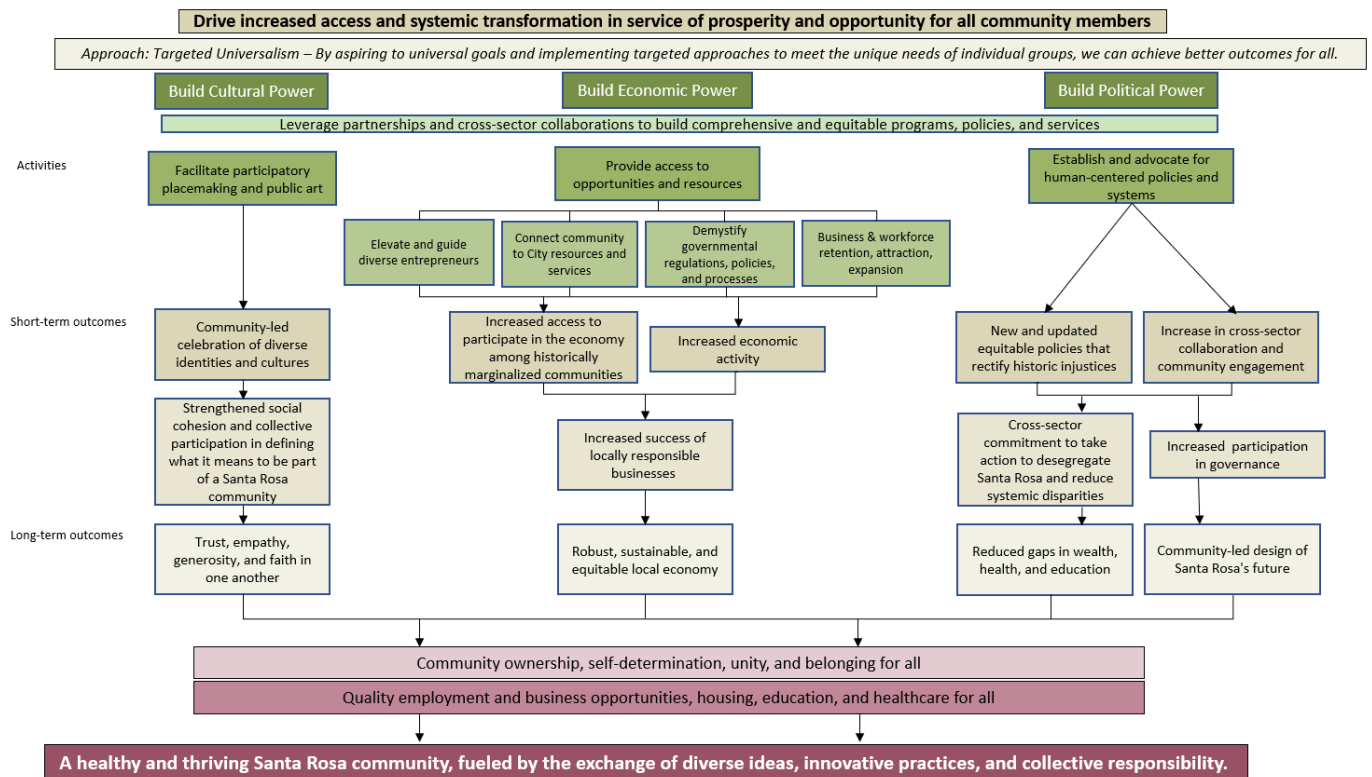 Drive increased access and systemic transformation in service of prosperity and opportunity for all community members
Approach: Targeted Universalism – By aspiring to universal goals and implementing targeted approaches to meet the unique needs of individual groups, we can achieve better outcomes for all.
Build Cultural Power
Build Economic Power
Build Political Power
Leverage partnerships and cross-sector collaborations to build comprehensive and equitable programs, policies, and services
Activities
Facilitate participatory
placemaking and public art
Provide access to
opportunities and resources
Establish and advocate for
human-centered policies and
systems
Elevate and guide
diverse entrepreneurs
Connect community
to City resources and
services
Demystify
governmental
regulations, policies,
and processes
Business & workforce
retention, attraction,
expansion
Short-term outcomes
Community-led
celebration of diverse
identities and cultures
Increased access to
participate in the economy
among historically
marginalized communities
Increased economic
activity
New and updated
equitable policies that
rectify historic injustices
Increase in cross-sector
collaboration and
community engagement
Strengthened social
cohesion and collective
participation in defining
what it means to be part
of a Santa Rosa
community
Increased success of
locally responsible
businesses
Cross-sector
commitment to take
action to desegregate
Santa Rosa and reduce
systemic disparities
Increased participation
in governance
Long-term outcomes
Trust, empathy,
generosity, and faith in
one another
Robust, sustainable, and
equitable local economy
Reduced gaps in wealth,
health, and education
Community-led design of
Santa Rosa's future
Community ownership, self-determination, unity, and belonging for all
Quality employment and business opportunities, housing, education, and healthcare for all
A healthy and thriving Santa Rosa community, fueled by the exchange of diverse ideas, innovative practices, and collective responsibility.